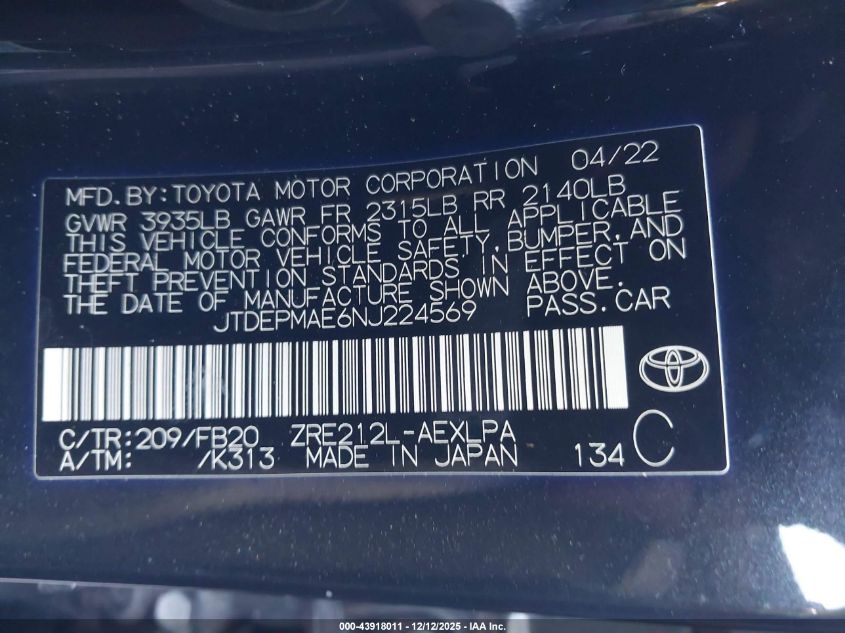 MFD.BY:TOYOTA MOTOR CORPORATION 04/22
GVWR 3935LB GAWR FR 2315LB RR 2140LB
THIS VEHICLE CONFORMS TO ALL APPLICABLE
FEDERAL MOTOR VEHICLE SAFETY,BUMPER,AND
THEFT PREVENTION STANDARDS IN EFFECT ON
THE DATE OF MANUFACTURE SHOWN ABOVE.
JTDEPMAE6NJ224569 PASS.CAR
C/TR:209/FB20 ZRE212L-AEXLPA
A/TM: /K313 MADE IN JAPAN 134 C
000-43918011 - 12/12/2025 - IAA Inc.